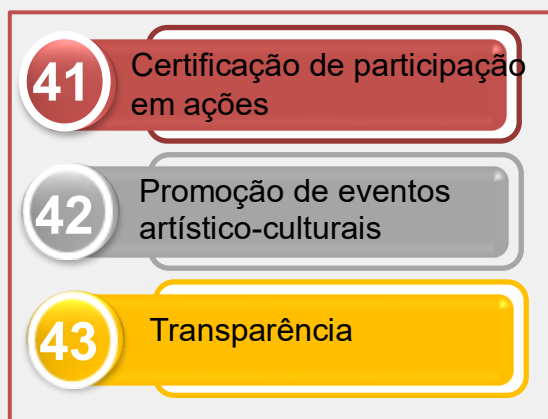 41
Certificação de participação
em ações
42
Promoção de eventos
artístico-culturais
43
Transparência